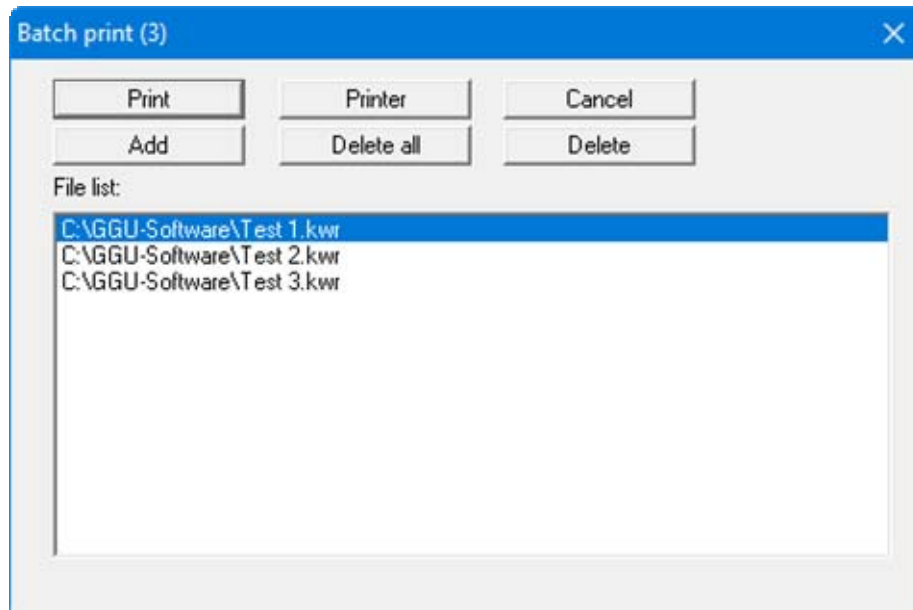 Batch print (3)
Print Printer Cancel
Add Delete all Delete
File list:
C:\GGU-Software\Test 1.kwr
C:\GGU-Software\Test 2.kwr
C:\GGU-Software\Test 3.kwr